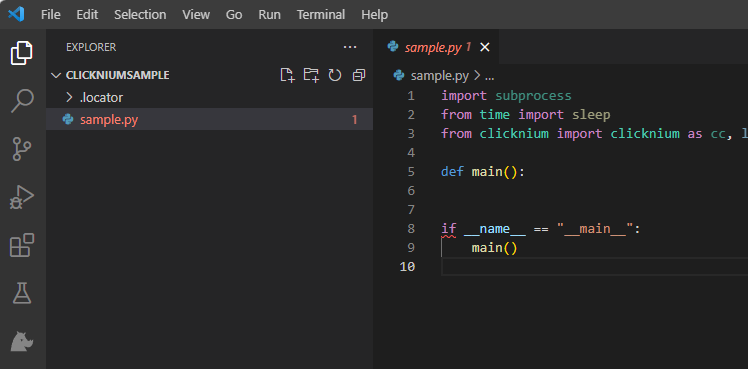 File Edit Selection View Go Run Terminal Help
EXPLORER ...
CLICKNIUMSAMPLE
.locator
sample.py 1
sample.py 1
sample.py > ...
1 import subprocess
2 from time import sleep
3 from clicknium import clicknium as cc, l
4
5 def main():
6
7
8 if __name__ == "__main__":
9 main()
10